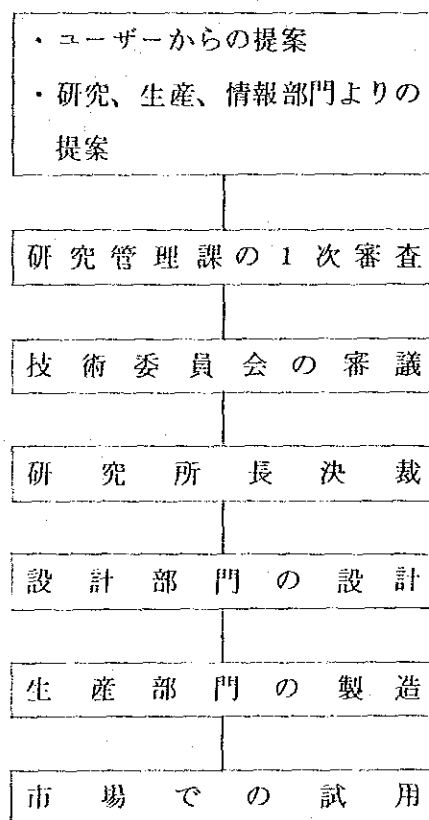 ・ユーザーからの提案
・研究、生産、情報部門よりの
提案
研究管理課の1次審査
技術委員会の審議
研究所長決裁
設計部門の設計
生産部門の製造
市場での試用